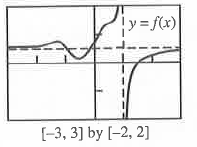 y = f(x)
[−3, 3] by [−2, 2]